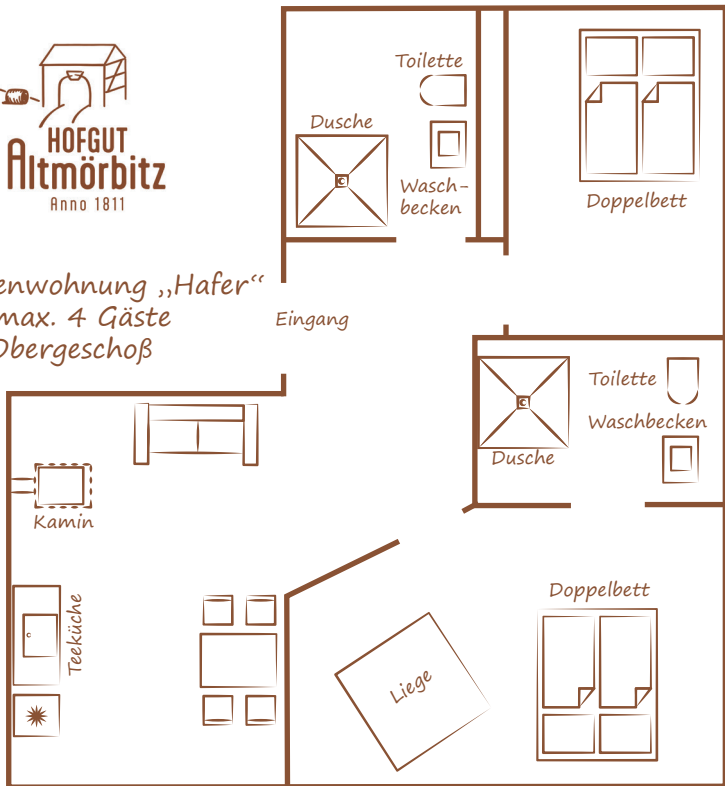 HOFGUT
Altmörbitz
Anno 1811
enwohnung „Hafer“
max. 4 Gäste
Obergeschoß
Eingang
Toilette
Dusche
Wasch-
becken
Doppelbett
Toilette
Waschbecken
Dusche
Kamin
Teeküche
Liege
Doppelbett